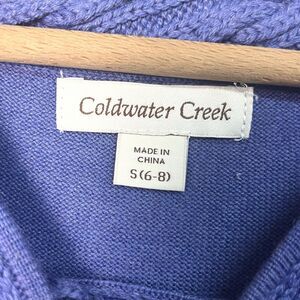 Coldwater Creek
MADE IN
CHINA
S(6-8)